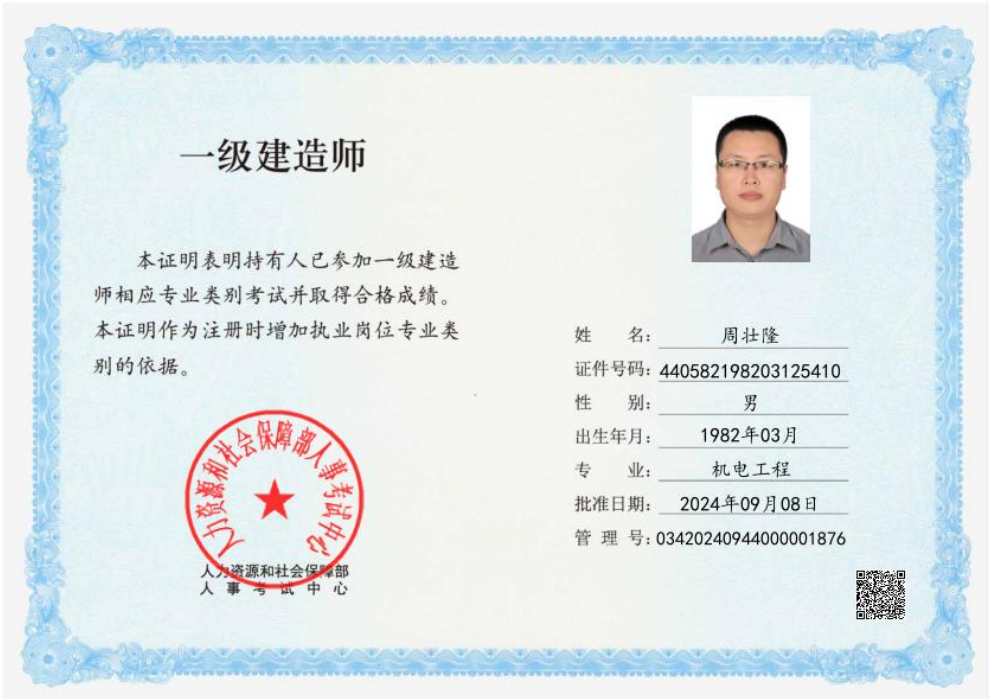 一级建造师
本证明表明持有人已参加一级建造
师相应专业类别考试并取得合格成绩。
本证明作为注册时增加执业岗位专业类
别的依据。
姓 名: 周壮隆
证件号码: 440582198203125410
性 别: 男
出生年月: 1982年03月
专 业: 机电工程
批准日期: 2024年09月08日
管 理 号: 03420240944000001876
人力资源和社会保障部人事考试中心
人力资源和社会保障部
人 事 考 试 中 心